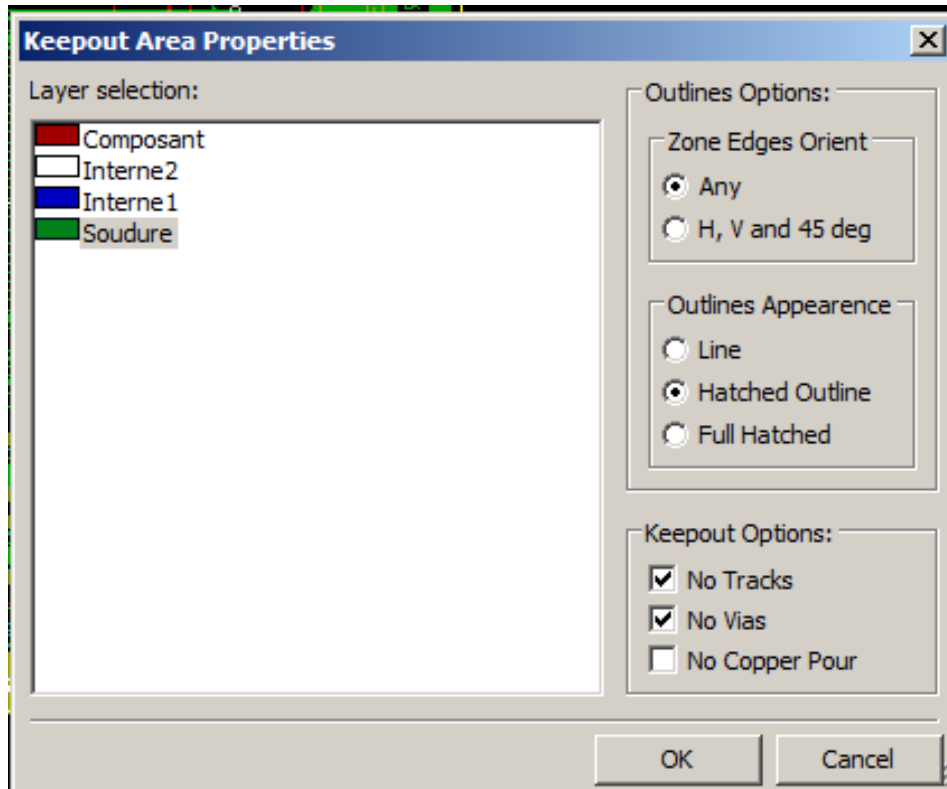 Keepout Area Properties
Layer selection:
Composant
Interne2
Interne1
Soudure
Outlines Options:
Zone Edges Orient
Any
H, V and 45 deg
Outlines Appearence
Line
Hatched Outline
Full Hatched
Keepout Options:
No Tracks
No Vias
No Copper Pour
OK
Cancel